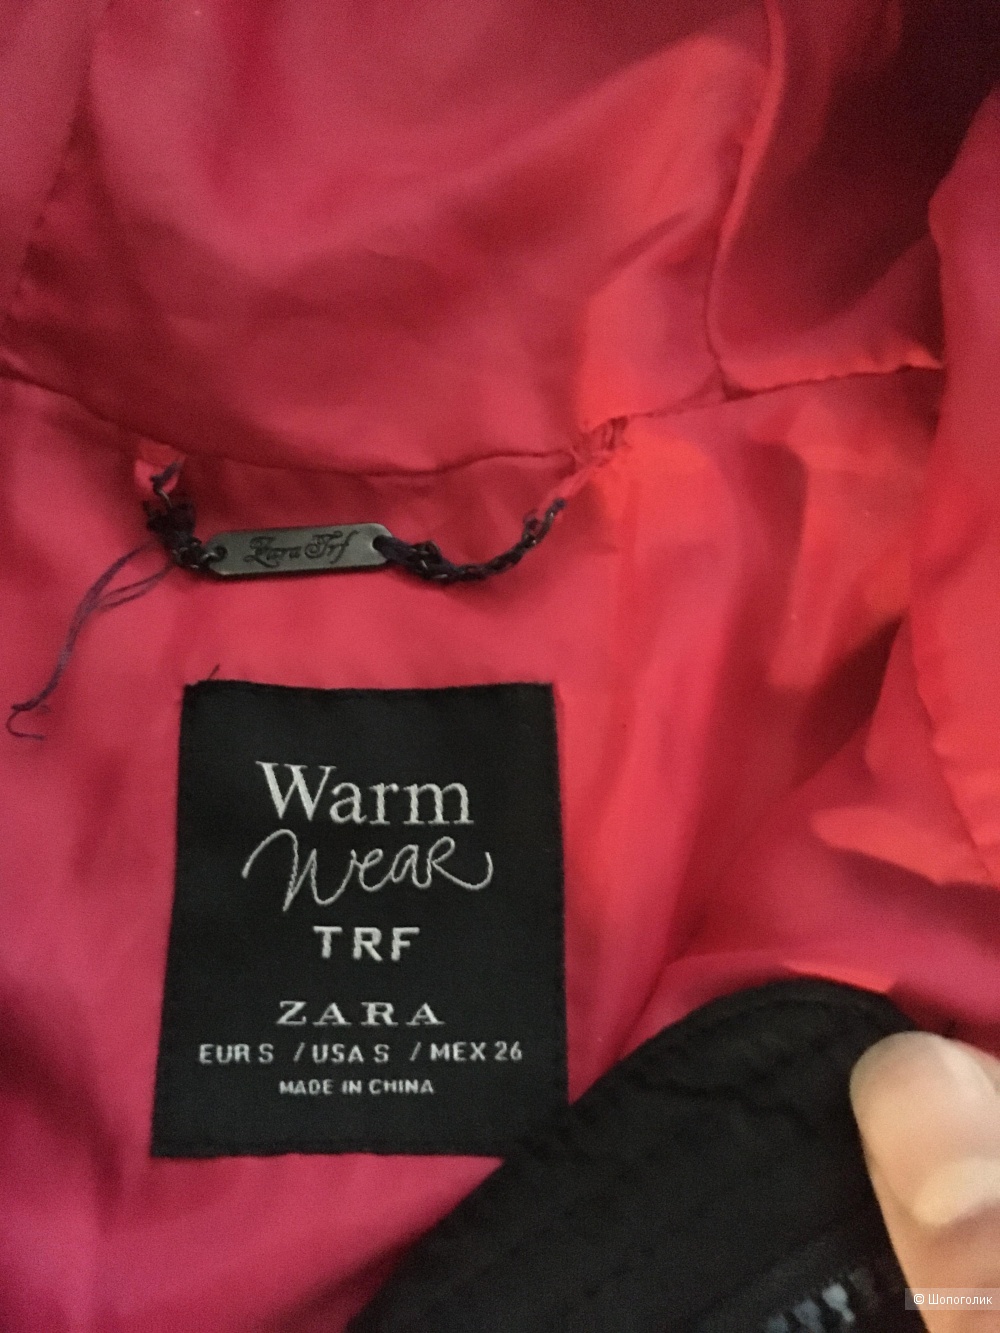 Zara Trf
Warm
Wear
TRF
ZARA
EUR S / USA S / MEX 26
MADE IN CHINA
© Шопоголик